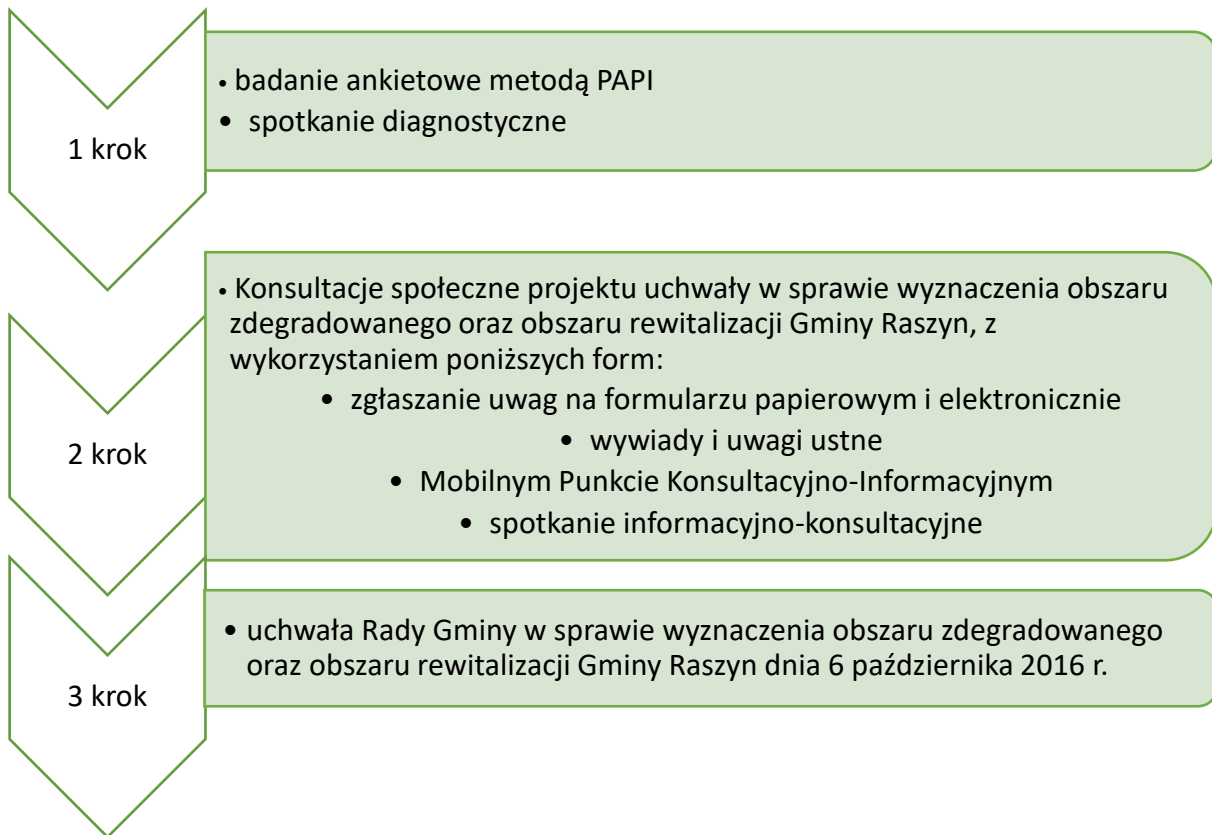 1 krok
• badanie ankietowe metodą PAPI
• spotkanie diagnostyczne
2 krok
• Konsultacje społeczne projektu uchwały w sprawie wyznaczenia obszaru
zdegradowanego oraz obszaru rewitalizacji Gminy Raszyn, z
wykorzystaniem poniższych form:
• zgłaszanie uwag na formularzu papierowym i elektronicznie
• wywiady i uwagi ustne
• Mobilnym Punkcie Konsultacyjno-Informacyjnym
• spotkanie informacyjno-konsultacyjne
3 krok
• uchwała Rady Gminy w sprawie wyznaczenia obszaru zdegradowanego
oraz obszaru rewitalizacji Gminy Raszyn dnia 6 października 2016 r.